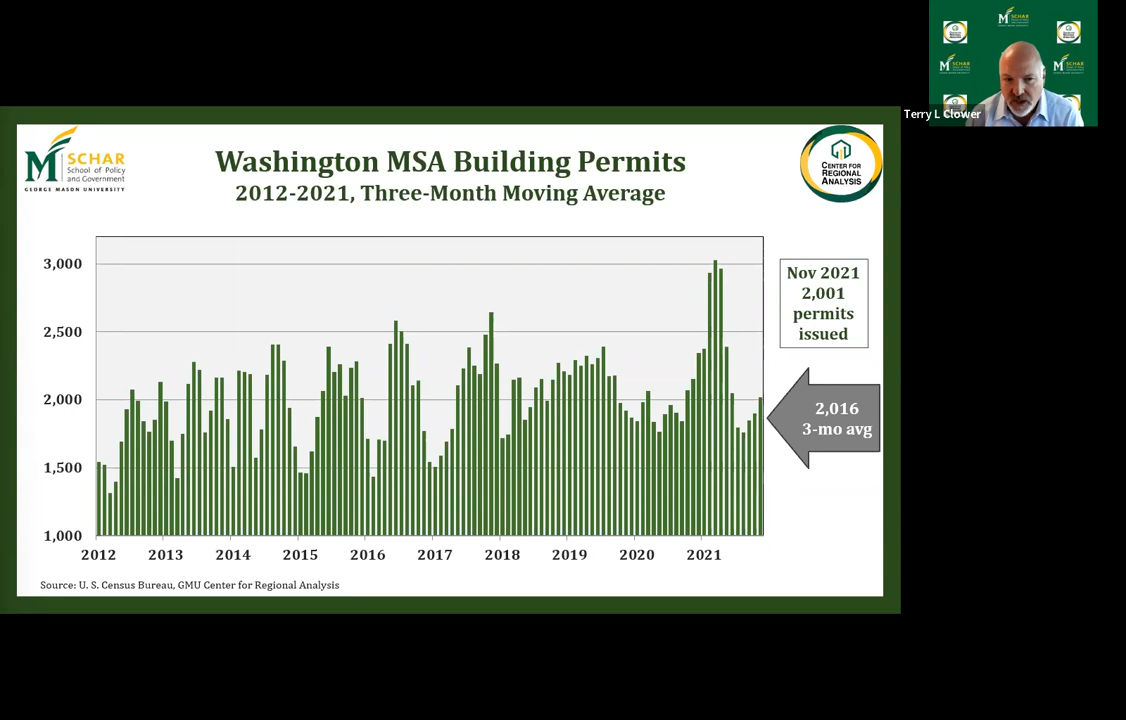 Terry L Clower
SCHAR
School of Policy
and Government
GEORGE MASON UNIVERSITY
Washington MSA Building Permits
2012-2021, Three-Month Moving Average
CENTER FOR
REGIONAL
ANALYSIS
3,000
2,500
2,000
1,500
1,000
2012 2013 2014 2015 2016 2017 2018 2019 2020 2021
Nov 2021
2,001
permits
issued
2,016
3-mo avg
Source: U. S. Census Bureau, GMU Center for Regional Analysis
SCHAR
SCHAR
SCHAR